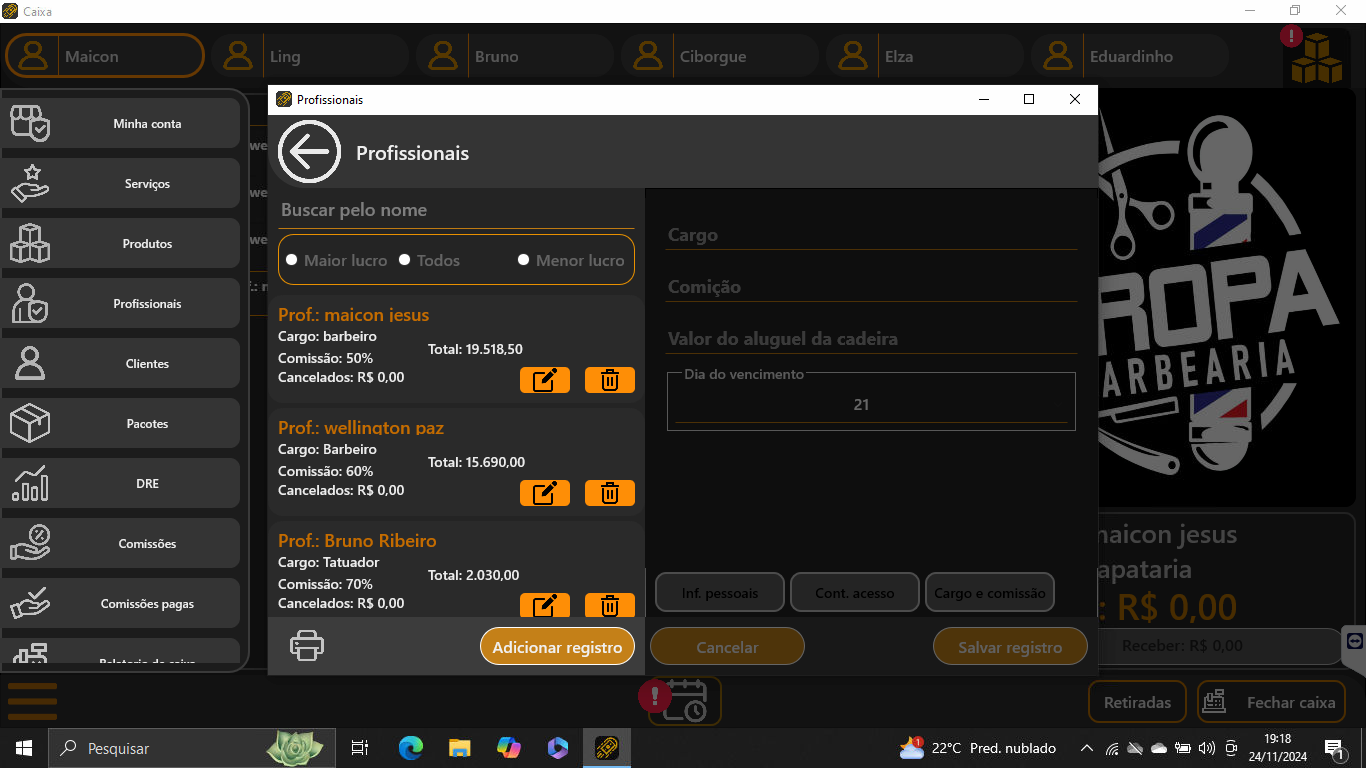 Caixa
Maicon
Ling
Bruno
Ciborgue
Elza
Eduardinho
!
Minha conta
Serviços
Produtos
Profissionais
Clientes
Pacotes
DRE
Comissões
Comissões pagas
Profissionais
Profissionais
Buscar pelo nome
Maior lucro
Todos
Menor lucro
Prof.: maicon jesus
Cargo: barbeiro
Comissão: 50%
Total: 19.518,50
Cancelados: R$ 0,00
Prof.: wellington paz
Cargo: Barbeiro
Comissão: 60%
Total: 15.690,00
Cancelados: R$ 0,00
Prof.: Bruno Ribeiro
Cargo: Tatuador
Comissão: 70%
Total: 2.030,00
Cancelados: R$ 0,00
Adicionar registro
Cargo
Comição
Valor do aluguel da cadeira
Dia do vencimento
21
Inf. pessoais
Cont. acesso
Cargo e comissão
Cancelar
Salvar registro
ROPA
ARBEARIA
maicon jesus
apataria
: R$ 0,00
Receber: R$ 0,00
!
Retiradas
Fechar caixa
Pesquisar
1
22°C Pred. nublado
19:18
24/11/2024
1